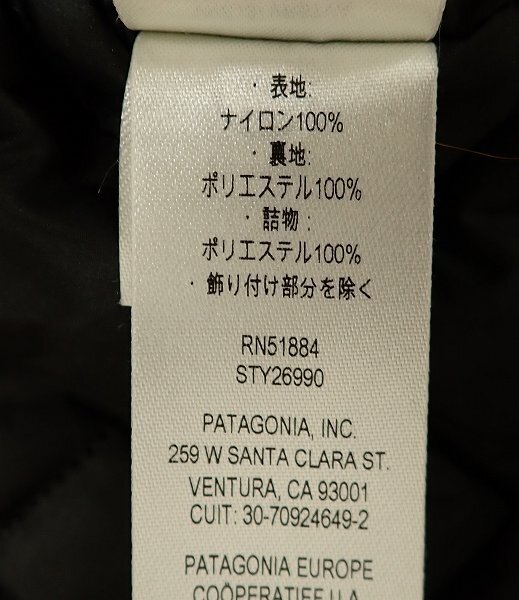 ・表地:
ナイロン100%
・裏地:
ポリエステル100%
・詰物:
ポリエステル100%
・飾り付け部分を除く
RN51884
STY26990
PATAGONIA, INC.
259 W SANTA CLARA ST.
VENTURA, CA 93001
CUIT: 30-70924649-2
PATAGONIA EUROPE
COÖPERATIEF U.A.